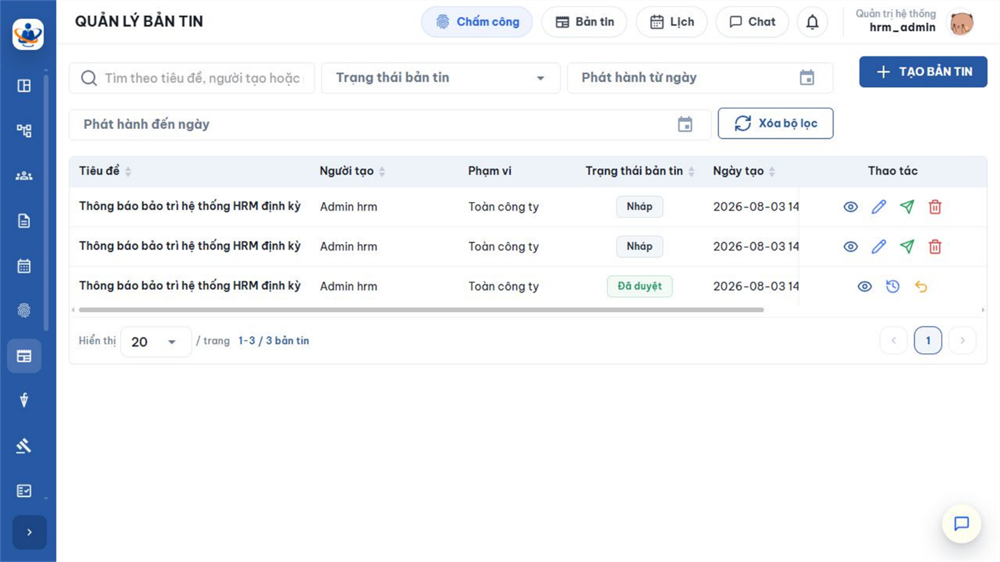 QUẢN LÝ BẢN TIN
Chấm công
Bản tin
Lịch
Chat
Quản trị hệ thống
hrm_admin
Tìm theo tiêu đề, người tạo hoặc
Trạng thái bản tin
Phát hành từ ngày
TẠO BẢN TIN
Phát hành đến ngày
Xóa bộ lọc
Tiêu đề Người tạo Phạm vi Trạng thái bản tin Ngày tạo Thao tác
Thông báo bảo trì hệ thống HRM định kỳ Admin hrm Toàn công ty Nháp 2026-08-03 14
Thông báo bảo trì hệ thống HRM định kỳ Admin hrm Toàn công ty Nháp 2026-08-03 14
Thông báo bảo trì hệ thống HRM định kỳ Admin hrm Toàn công ty Đã duyệt 2026-08-03 14
Hiển thị 20 / trang 1-3 / 3 bản tin 1